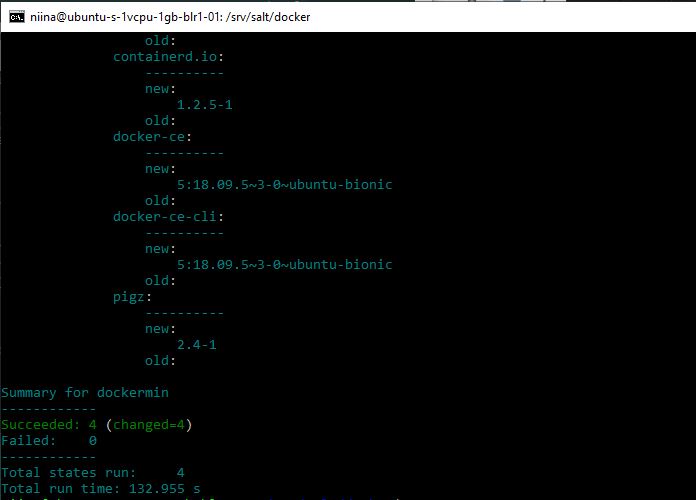 niina@ubuntu-s-1vcpu-1gb-blr1-01: /srv/salt/docker
old:
containerd.io:
----------
new:
1.2.5-1
old:
docker-ce:
----------
new:
5:18.09.5~3-0~ubuntu-bionic
old:
docker-ce-cli:
----------
new:
5:18.09.5~3-0~ubuntu-bionic
old:
pigz:
----------
new:
2.4-1
old:
Summary for dockermin
------------
Succeeded: 4 (changed=4)
Failed:    0
------------
Total states run:     4
Total run time: 132.955 s